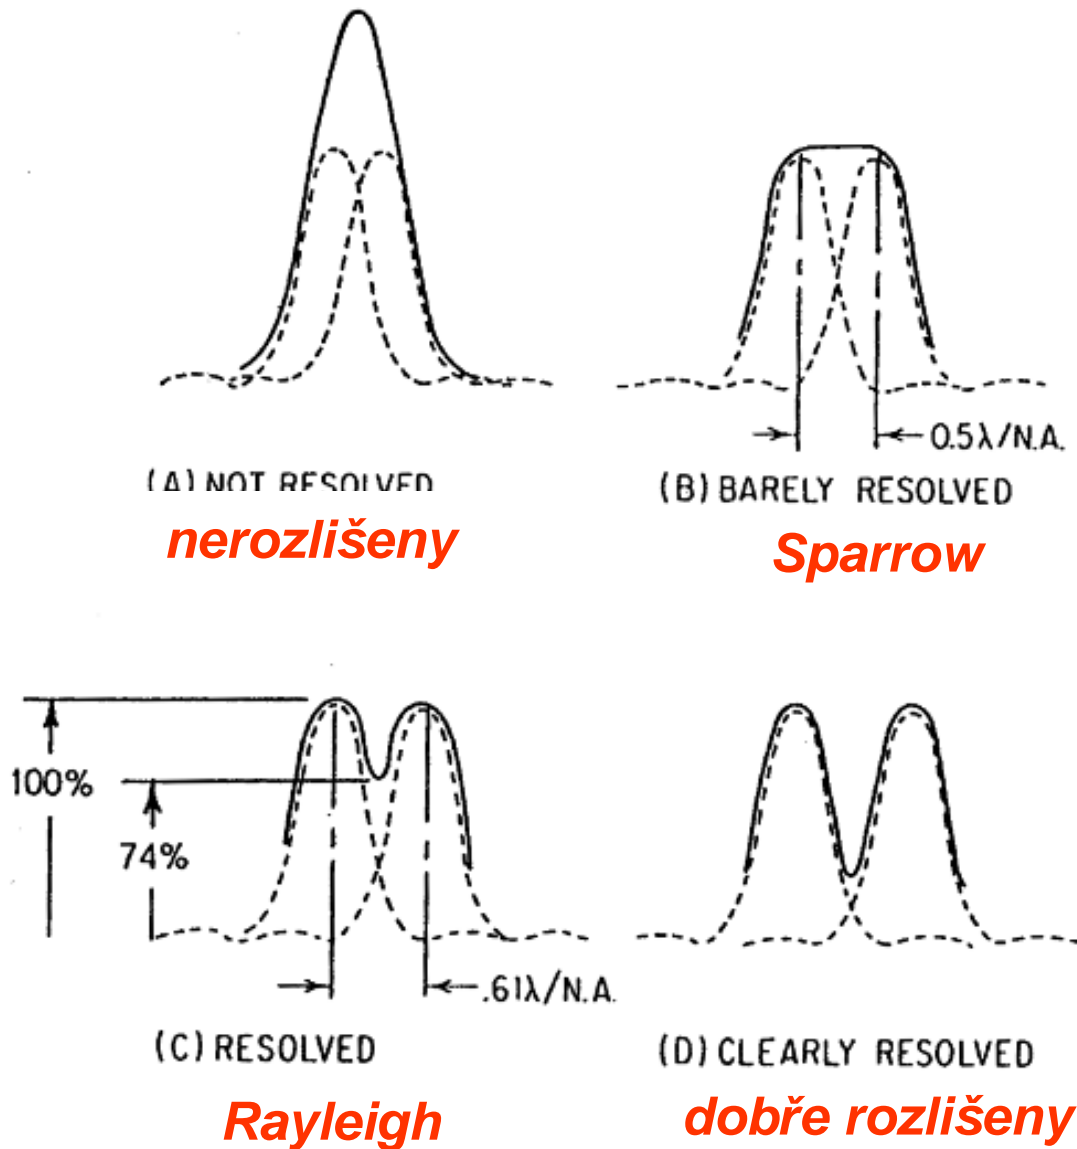 0.5λ/N.A.
(A) NOT RESOLVED
(B) BARELY RESOLVED
nerozlišeny
Sparrow
100%
74%
.61λ/N.A.
(C) RESOLVED
(D) CLEARLY RESOLVED
Rayleigh
dobře rozlišeny